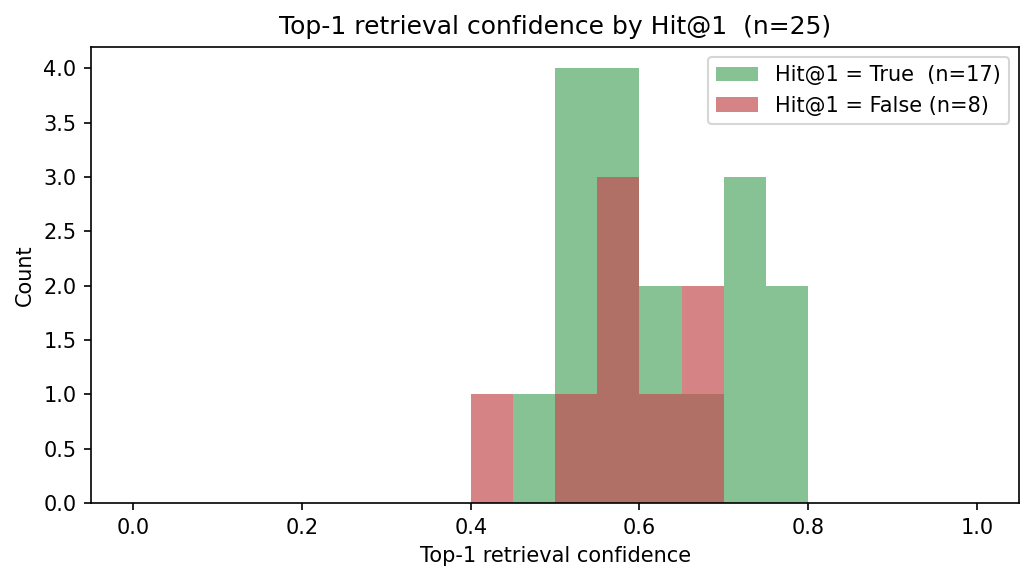 Top-1 retrieval confidence by Hit@1  (n=25)
Hit@1 = True  (n=17)
Hit@1 = False (n=8)
4.0
3.5
3.0
2.5
2.0
1.5
1.0
0.5
0.0
Count
0.0 0.2 0.4 0.6 0.8 1.0
Top-1 retrieval confidence